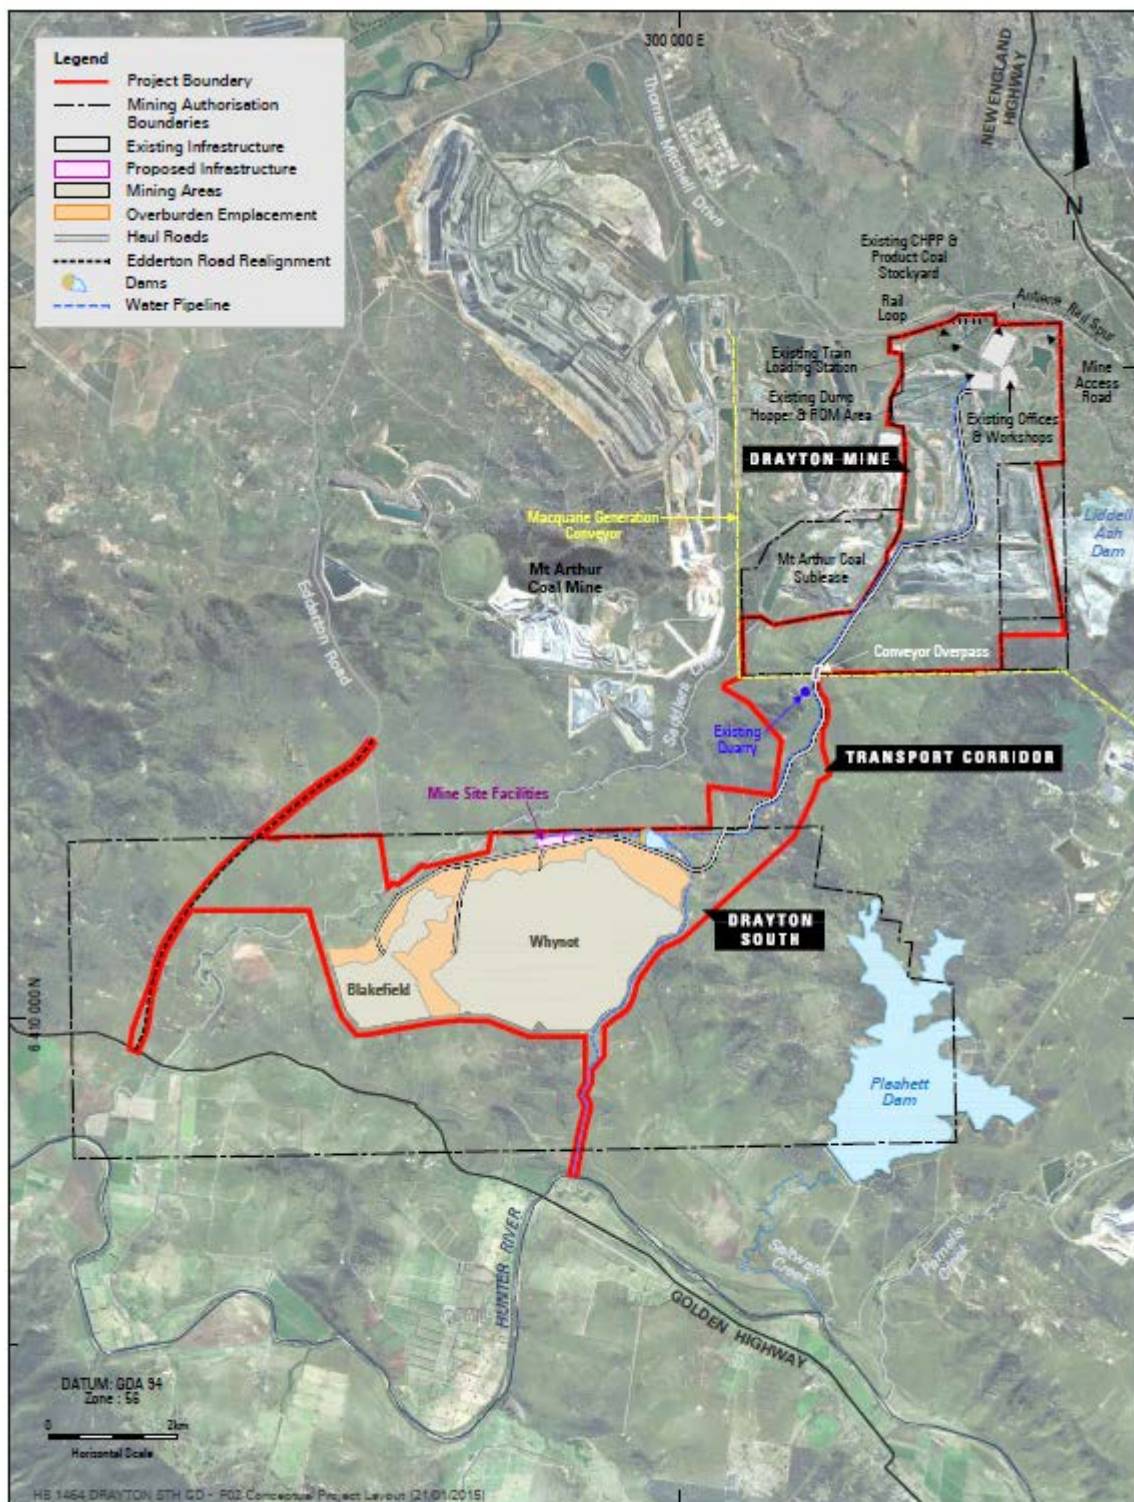 Legend
Project Boundary
Mining Authorisation
Boundaries
Existing Infrastructure
Proposed Infrastructure
Mining Areas
Overburden Emplacement
Haul Roads
Edderton Road Realignment
Dams
Water Pipeline
300 000 E
NEW ENGLAND
HIGHWAY
Thomas Mitchell Drive
N
Existing CHPP &
Product Coal
Stockyard
Rail
Loop
Antiene Rail Spur
Existing Train
Loading Station
Mine
Access
Road
Existing Dump
Hopper & ROM Area
Existing Offices
& Workshops
DRAYTON MINE
Macquarie Generation
Conveyor
Liddell
Ash
Dam
Mt Arthur Coal
Sublease
Mt Arthur
Coal Mine
Edderton Road
Saddlers Creek
Conveyor Overpass
Existing
Quarry
TRANSPORT CORRIDOR
Mine Site Facilities
DRAYTON
SOUTH
Whynot
Blakefield
6 410 000 N
Plashett
Dam
Saltwater
Creek
Parnells
Creek
HUNTER RIVER
GOLDEN HIGHWAY
DATUM: GDA 94
Zone : 56
0 2km
Horizontal Scale
HB 1464 DRAYTON STH GD - F02 Conceptual Project Layout (21/01/2015)